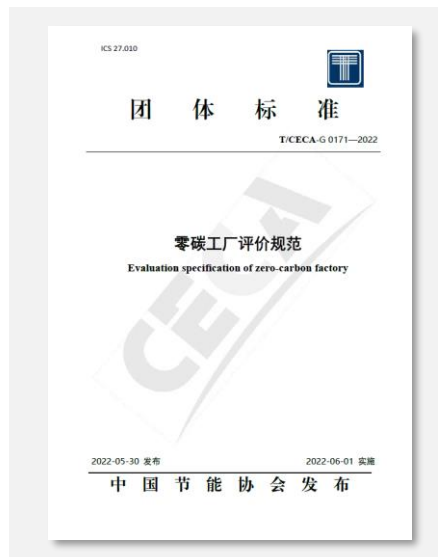 ICS 27.010
团体标准
T/CECA-G 0171—2022
零碳工厂评价规范
Evaluation specification of zero-carbon factory
CECA
2022-05-30 发布
2022-06-01 实施
中国节能协会发布